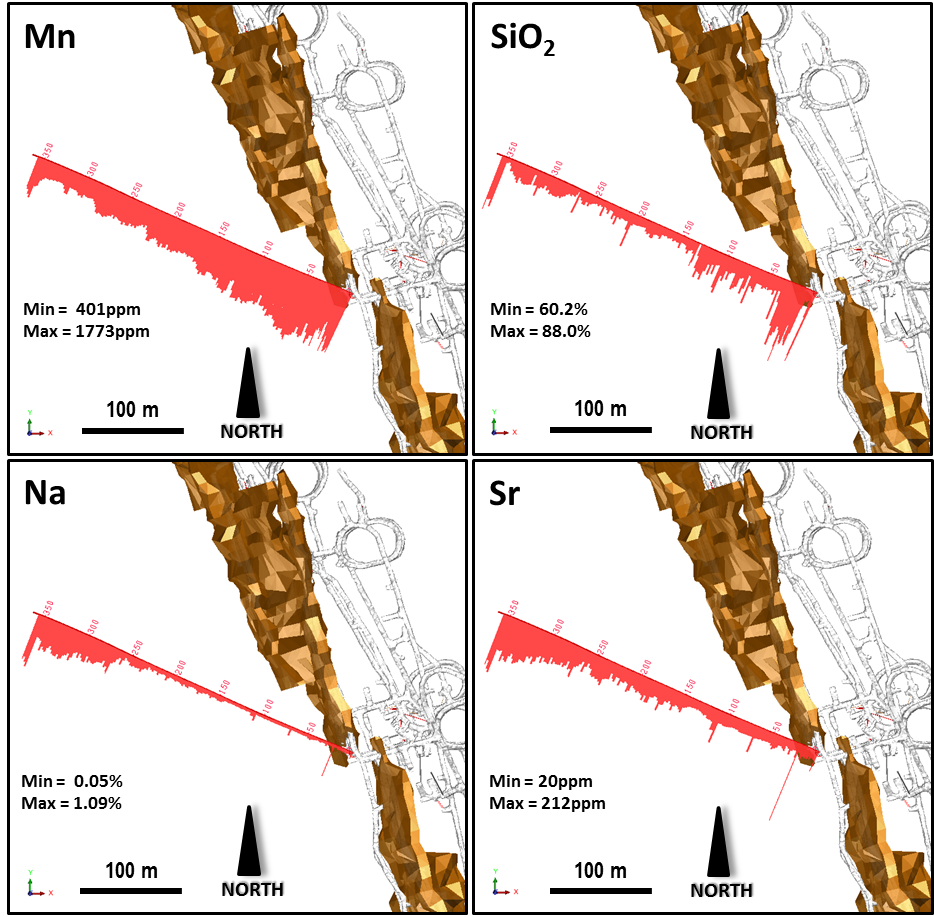 Mn
350
300
250
200
150
100
50
Min = 401ppm
Max = 1773ppm
100 m
NORTH
Y
X
SiO₂
350
300
250
200
150
100
50
Min = 60.2%
Max = 88.0%
100 m
NORTH
Y
X
Na
350
300
250
200
150
100
50
Min = 0.05%
Max = 1.09%
100 m
NORTH
Y
X
Sr
350
300
250
200
150
100
50
Min = 20ppm
Max = 212ppm
100 m
NORTH
Y
X